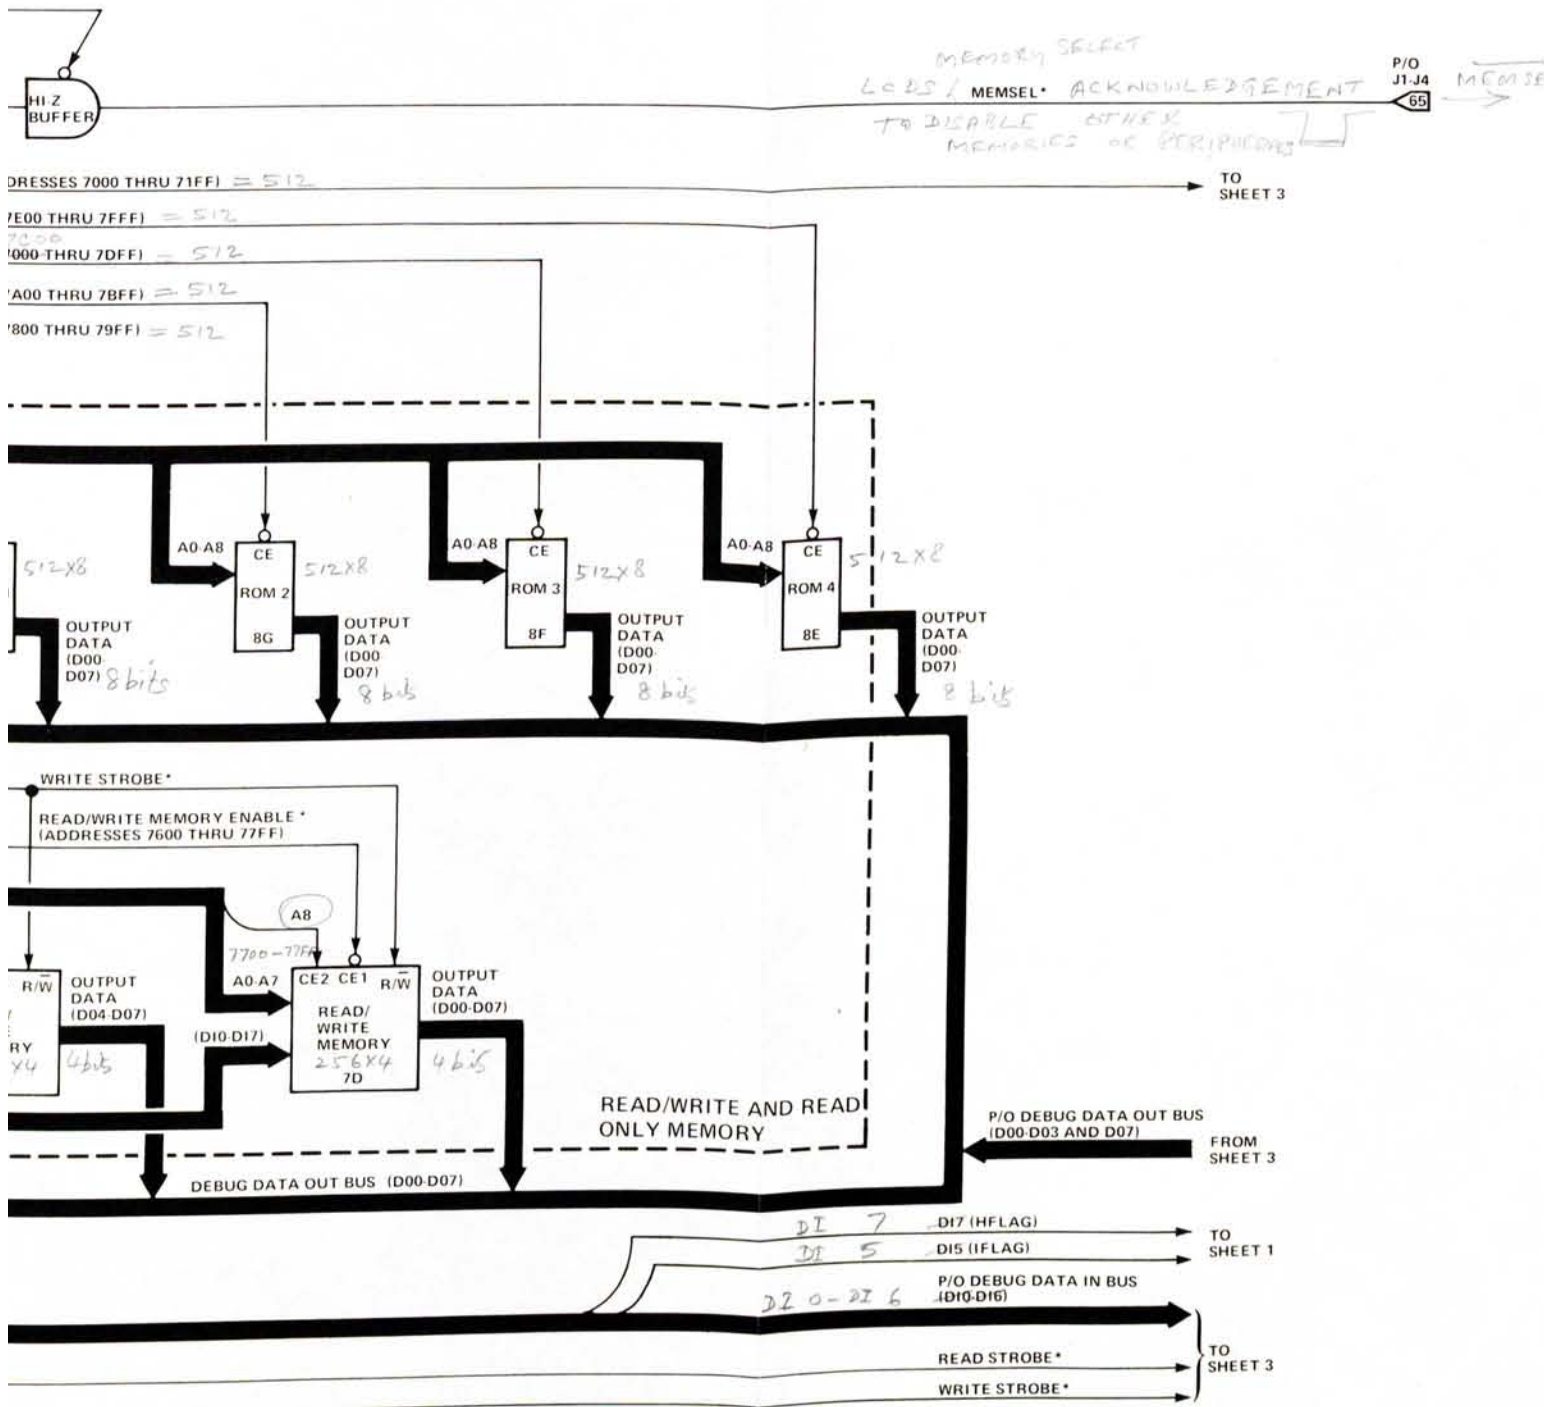 MEMORY SELECT
P/O
J1-J4
HI-Z
BUFFER
MEMSEL* ACKNOWLEDGEMENT
65
TO DISABLE OTHER
MEMORIES OR
DRESSES 7000 THRU 71FF) = 512
TO
SHEET 3
7E00 THRU 7FFF) = 512
7C00
7000 THRU 7DFF) = 512
7A00 THRU 7BFF) = 512
7800 THRU 79FF) = 512
512X8
A0-A8
CE
ROM 2
8G
512X8
A0-A8
CE
ROM 3
8F
512X8
A0-A8
CE
ROM 4
8E
512X8
OUTPUT
DATA
(D00-
D07) 8 bits
OUTPUT
DATA
(D00-
D07)
8 bits
OUTPUT
DATA
(D00-
D07)
8 bits
OUTPUT
DATA
(D00-
D07)
8 bits
WRITE STROBE*
READ/WRITE MEMORY ENABLE*
(ADDRESSES 7600 THRU 77FF)
A8
7700-77FF
R/W̅
RY
X4
OUTPUT
DATA
(D04-D07)
4 bits
A0-A7
(DI0-DI7)
CE2 CE1 R/W̅
READ/
WRITE
MEMORY
256X4
7D
OUTPUT
DATA
(D00-D07)
4 bits
READ/WRITE AND READ
ONLY MEMORY
P/O DEBUG DATA OUT BUS
(D00-D03 AND D07)
FROM
SHEET 3
DEBUG DATA OUT BUS (D00-D07)
DI 7 DI7 (HFLAG)
DI 5 DI5 (IFLAG)
TO
SHEET 1
P/O DEBUG DATA IN BUS
DI 0 - DI 6 (DI0-DI6)
READ STROBE*
WRITE STROBE*
TO
SHEET 3